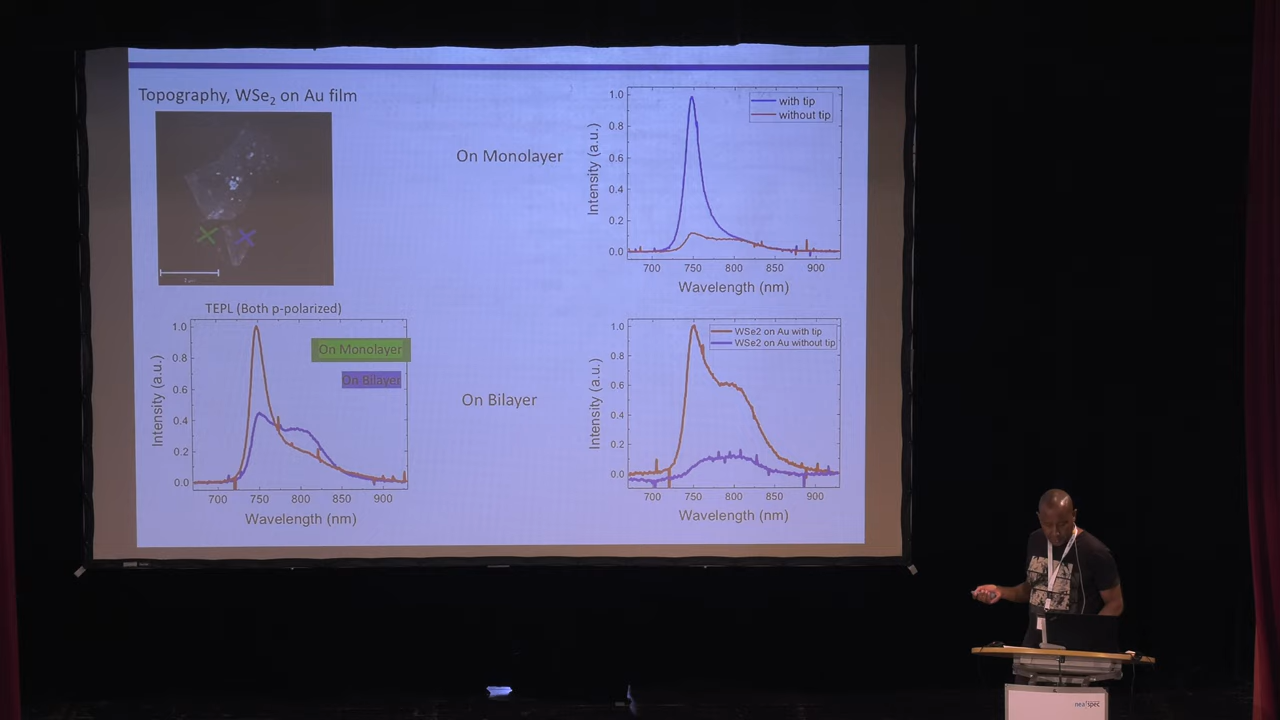 Topography, WSe2 on Au film
On Monolayer
with tip
without tip
Intensity (a.u.)
1.0
0.8
0.6
0.4
0.2
0.0
700 750 800 850 900
Wavelength (nm)
TEPL (Both p-polarized)
On Monolayer
On Bilayer
Intensity (a.u.)
1.0
0.8
0.6
0.4
0.2
0.0
700 750 800 850 900
Wavelength (nm)
On Bilayer
WSe2 on Au with tip
WSe2 on Au without tip
Intensity (a.u.)
1.0
0.8
0.6
0.4
0.2
0.0
700 750 800 850 900
Wavelength (nm)
neaspec